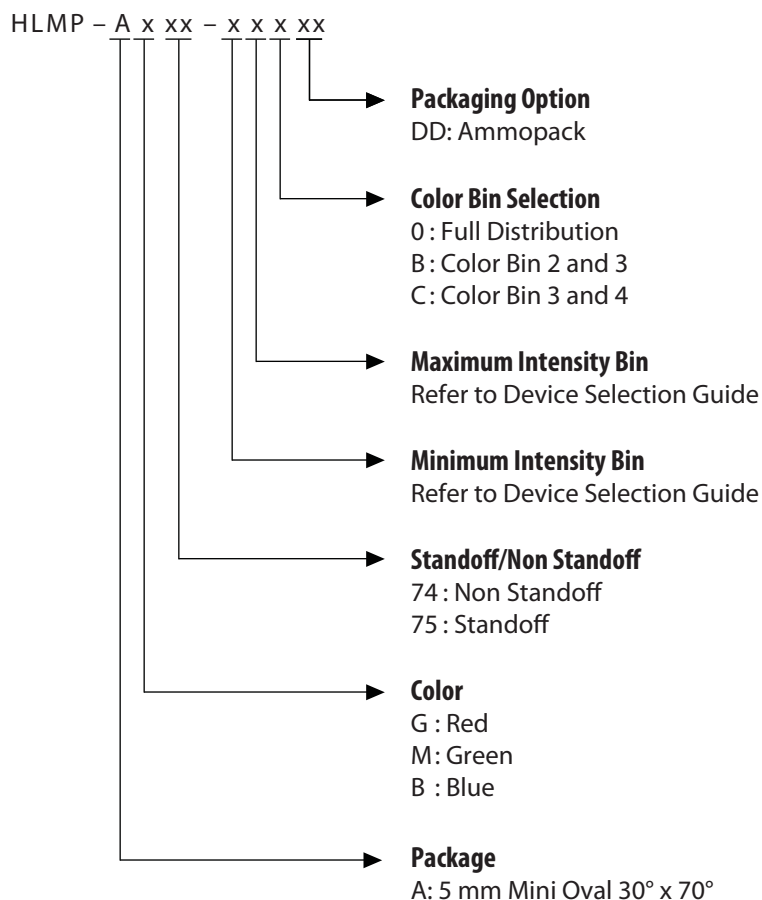 HLMP – A x xx – x x x xx
Packaging Option
DD: Ammopack
Color Bin Selection
0 : Full Distribution
B : Color Bin 2 and 3
C : Color Bin 3 and 4
Maximum Intensity Bin
Refer to Device Selection Guide
Minimum Intensity Bin
Refer to Device Selection Guide
Standoff/Non Standoff
74 : Non Standoff
75 : Standoff
Color
G : Red
M : Green
B : Blue
Package
A: 5 mm Mini Oval 30° x 70°